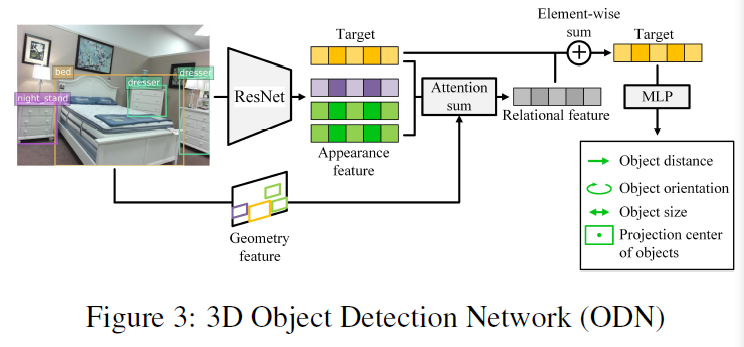 Element-wise
sum
Target
Target
bed
dresser
dresser
night_stand
ResNet
Attention
sum
MLP
Relational feature
Appearance
feature
Object distance
Object orientation
Object size
Projection center
of objects
Geometry
feature
Figure 3: 3D Object Detection Network (ODN)